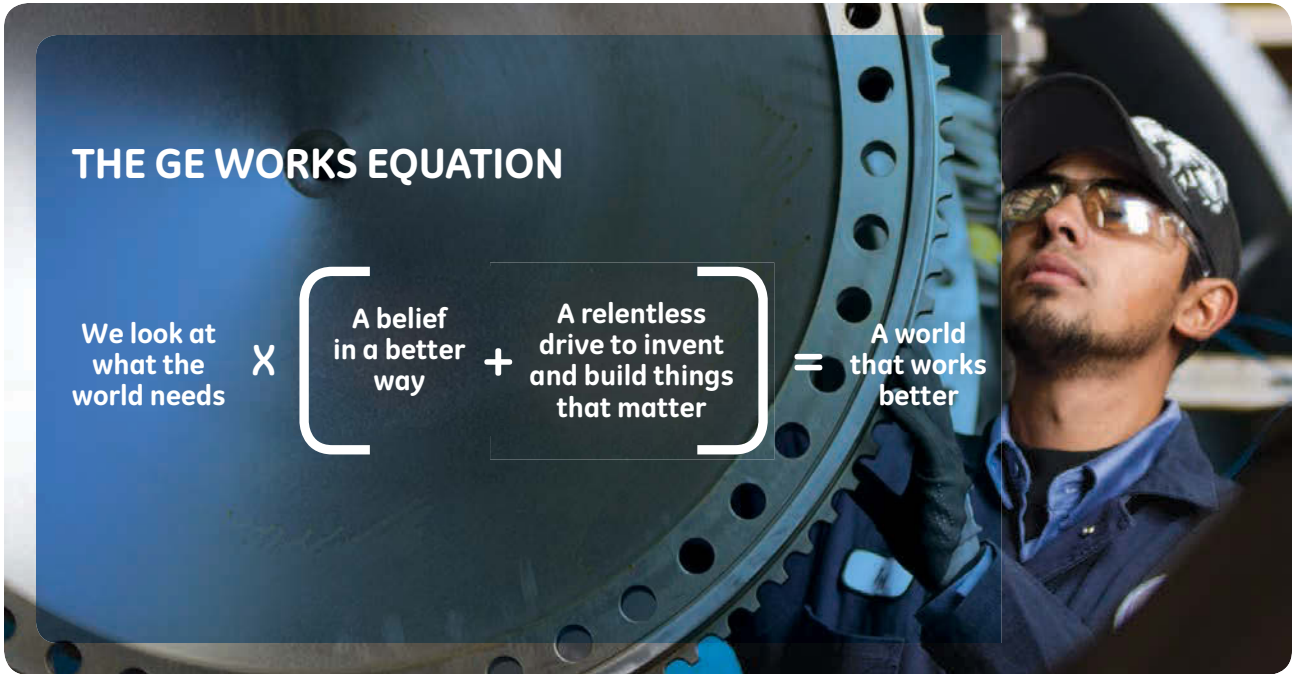 THE GE WORKS EQUATION
We look at
what the
world needs
x
A belief
in a better
way
+
A relentless
drive to invent
and build things
that matter
=
A world
that works
better